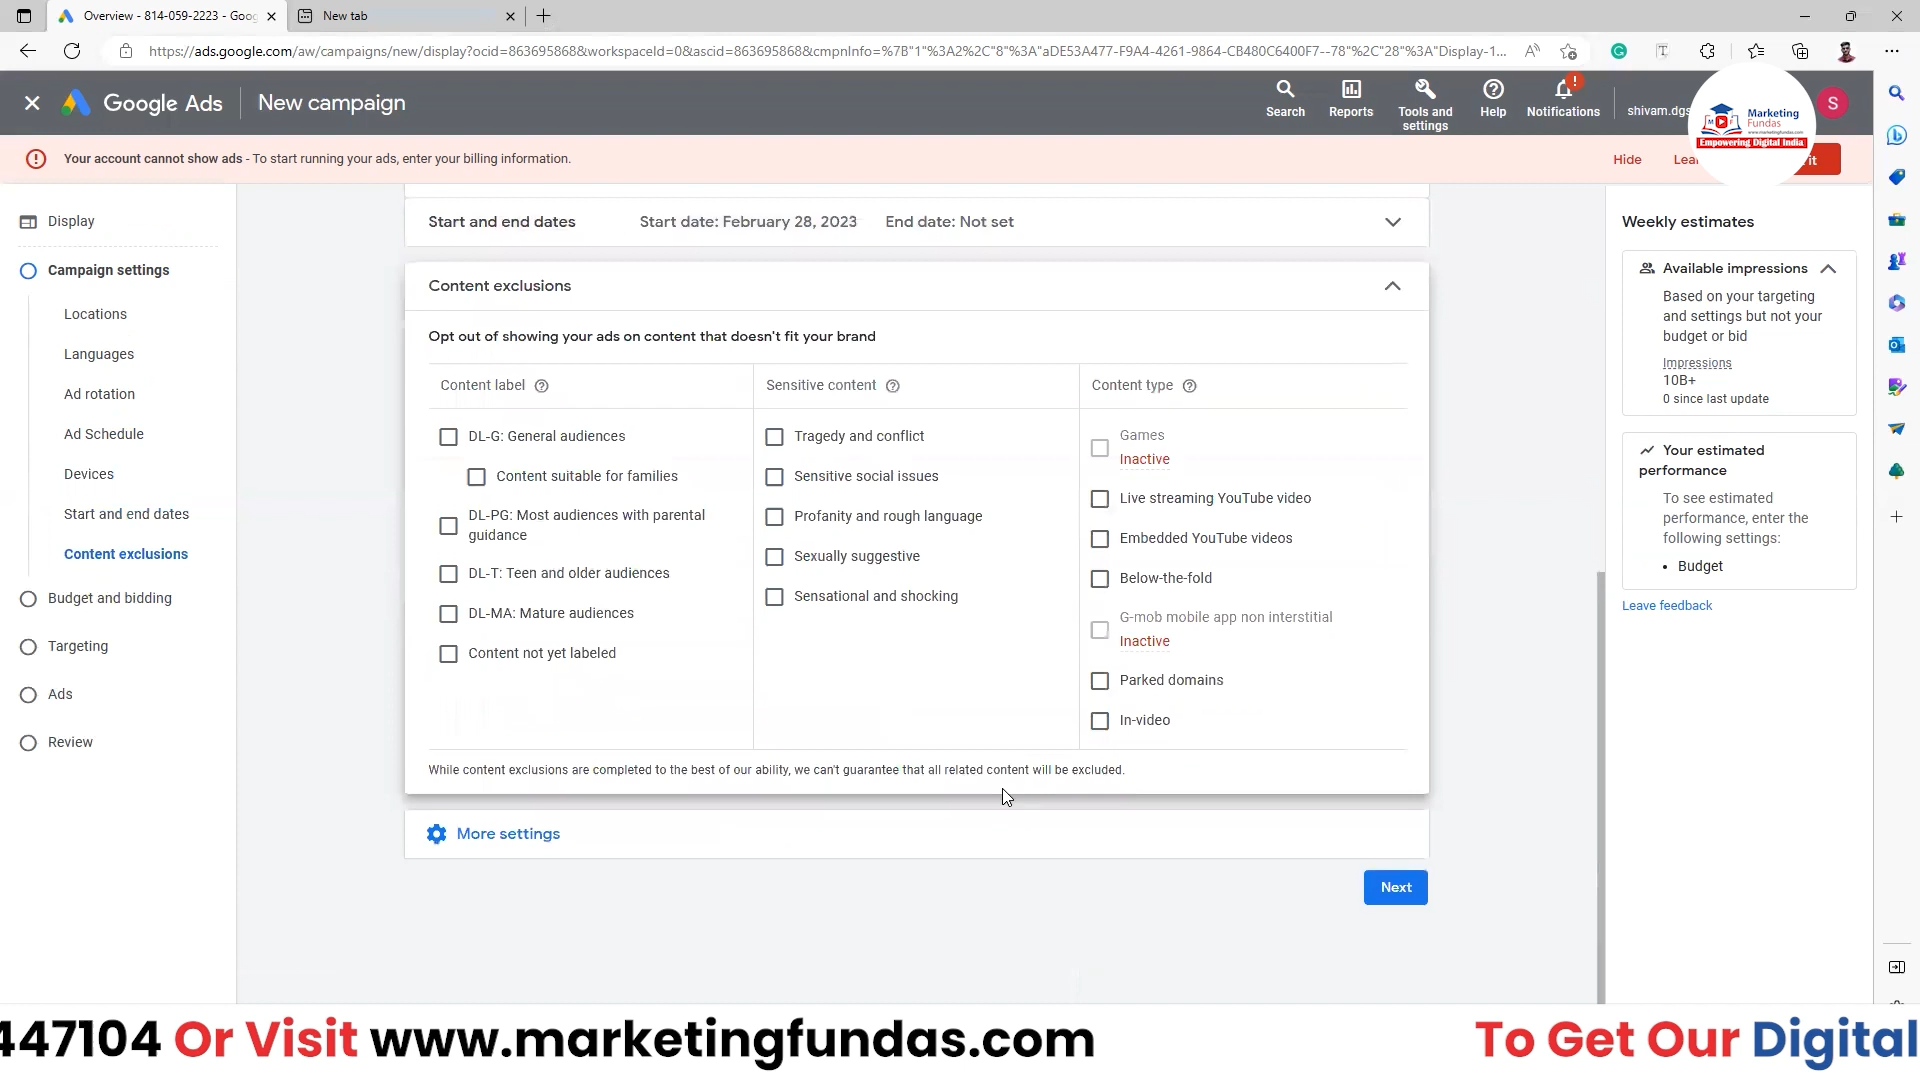 Overview - 814-059-2223 - Goog
New tab
https://ads.google.com/aw/campaigns/new/display?ocid=863695868&workspaceId=0&ascid=863695868&cmpnInfo=%7B"1"%3A2%2C"8"%3A"aDE53A477-F9A4-4261-9864-CB480C6400F7--78"%2C"28"%3A"Display-1...
Google Ads
New campaign
Search
Reports
Tools and settings
Help
Notifications
shivam.dgs
S
Marketing
Fundas
www.marketingfundas.com
Empowering Digital India
Your account cannot show ads - To start running your ads, enter your billing information.
Hide
Lea
it
Display
Campaign settings
Locations
Languages
Ad rotation
Ad Schedule
Devices
Start and end dates
Content exclusions
Budget and bidding
Targeting
Ads
Review
Start and end dates
Start date: February 28, 2023
End date: Not set
Content exclusions
Opt out of showing your ads on content that doesn't fit your brand
Content label
Sensitive content
Content type
DL-G: General audiences
Content suitable for families
DL-PG: Most audiences with parental
guidance
DL-T: Teen and older audiences
DL-MA: Mature audiences
Content not yet labeled
Tragedy and conflict
Sensitive social issues
Profanity and rough language
Sexually suggestive
Sensational and shocking
Games
Inactive
Live streaming YouTube video
Embedded YouTube videos
Below-the-fold
G-mob mobile app non interstitial
Inactive
Parked domains
In-video
While content exclusions are completed to the best of our ability, we can't guarantee that all related content will be excluded.
More settings
Next
Weekly estimates
Available impressions
Based on your targeting
and settings but not your
budget or bid
Impressions
10B+
0 since last update
Your estimated
performance
To see estimated
performance, enter the
following settings:
• Budget
Leave feedback
447104 Or Visit www.marketingfundas.com
To Get Our Digital